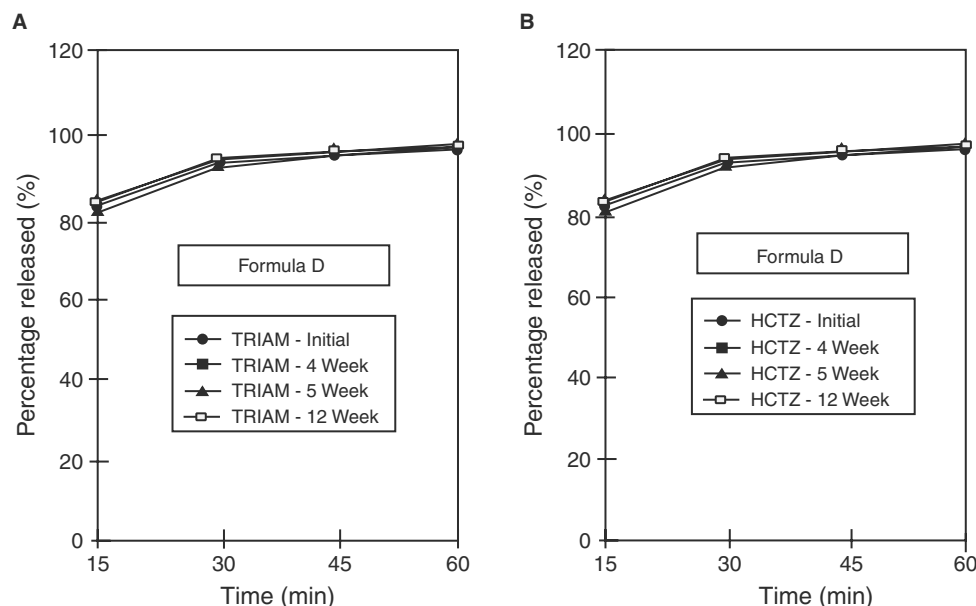 A
120
100
80
60
40
20
0
Percentage released (%)
Formula D
TRIAM - Initial
TRIAM - 4 Week
TRIAM - 5 Week
TRIAM - 12 Week
15 30 45 60
Time (min)
B
120
100
80
60
40
20
0
Percentage released (%)
Formula D
HCTZ - Initial
HCTZ - 4 Week
HCTZ - 5 Week
HCTZ - 12 Week
15 30 45 60
Time (min)